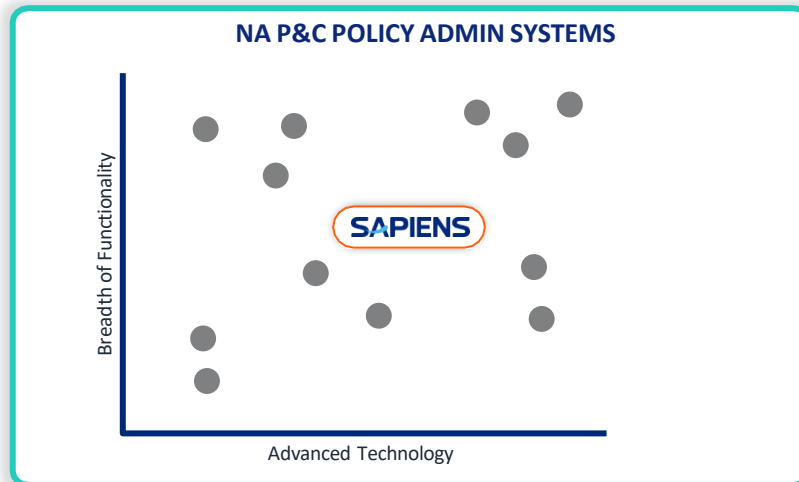 NA P&C POLICY ADMIN SYSTEMS
Breadth of Functionality
SAPIENS
Advanced Technology